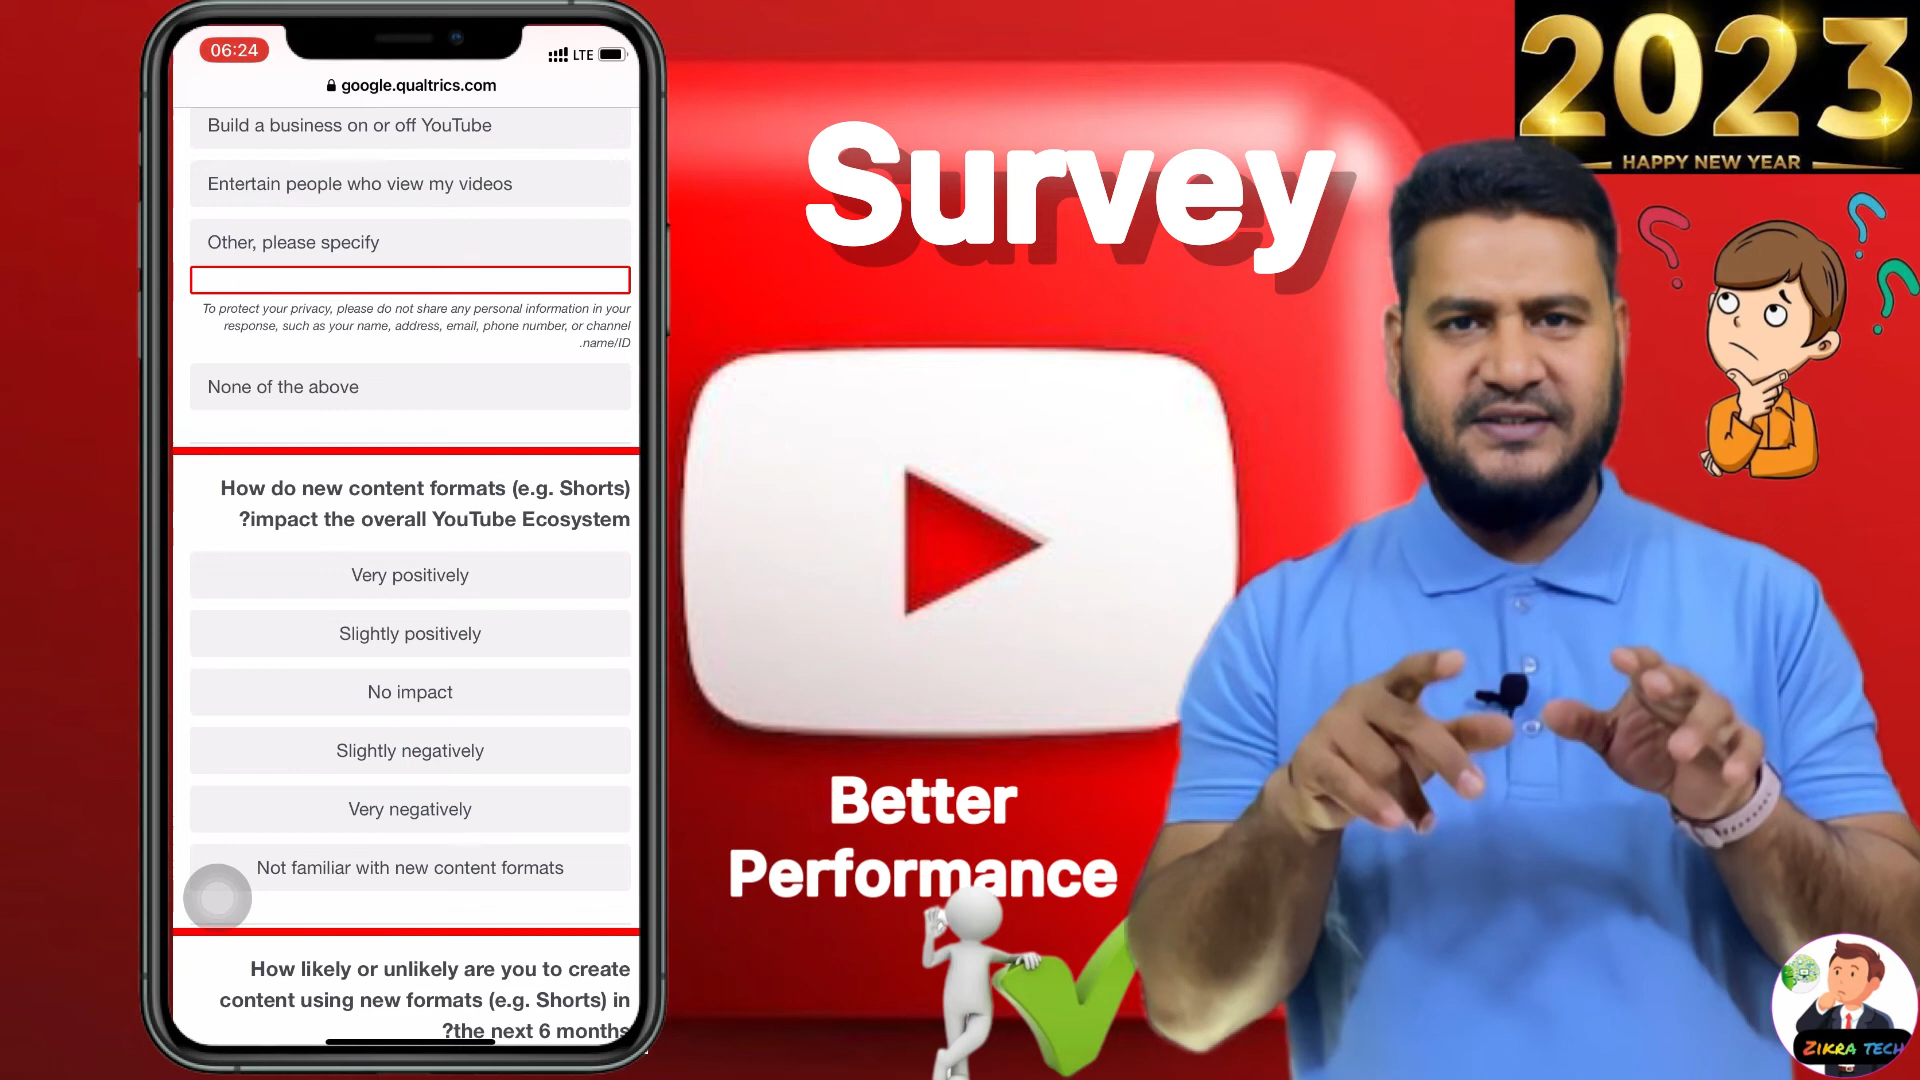 06:24
LTE
google.qualtrics.com
Build a business on or off YouTube
Entertain people who view my videos
Other, please specify
To protect your privacy, please do not share any personal information in your
response, such as your name, address, email, phone number, or channel
.name/ID
None of the above
How do new content formats (e.g. Shorts)
?impact the overall YouTube Ecosystem
Very positively
Slightly positively
No impact
Slightly negatively
Very negatively
Not familiar with new content formats
How likely or unlikely are you to create
content using new formats (e.g. Shorts) in
?the next 6 months
Survey
Better
Performance
2023
HAPPY NEW YEAR
ZIKRA TECH